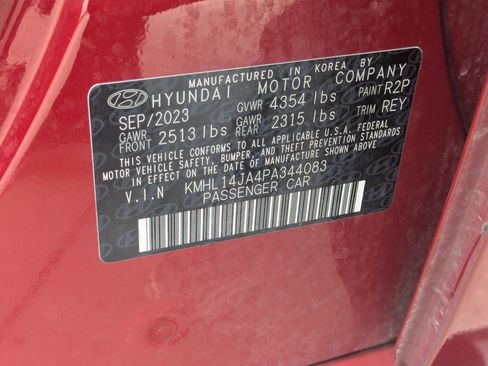 MANUFACTURED IN KOREA BY
HYUNDAI MOTOR COMPANY
SEP/2023 GVWR 4354 lbs PAINT R2P
GAWR FRONT 2513 lbs GAWR REAR 2315 lbs TRIM REY
THIS VEHICLE CONFORMS TO ALL APPLICABLE U.S.A. FEDERAL
MOTOR VEHICLE SAFETY, BUMPER, AND THEFT PREVENTION STANDARDS
IN EFFECT ON THE DATE OF MANUFACTURE SHOWN ABOVE.
V.I.N KMHL14JA4PA344083
PASSENGER CAR